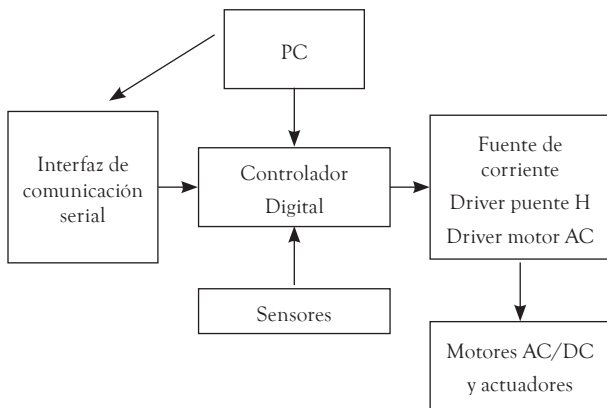 PC
Interfaz de
comunicación
serial
Controlador
Digital
Fuente de
corriente
Driver puente H
Driver motor AC
Sensores
Motores AC/DC
y actuadores